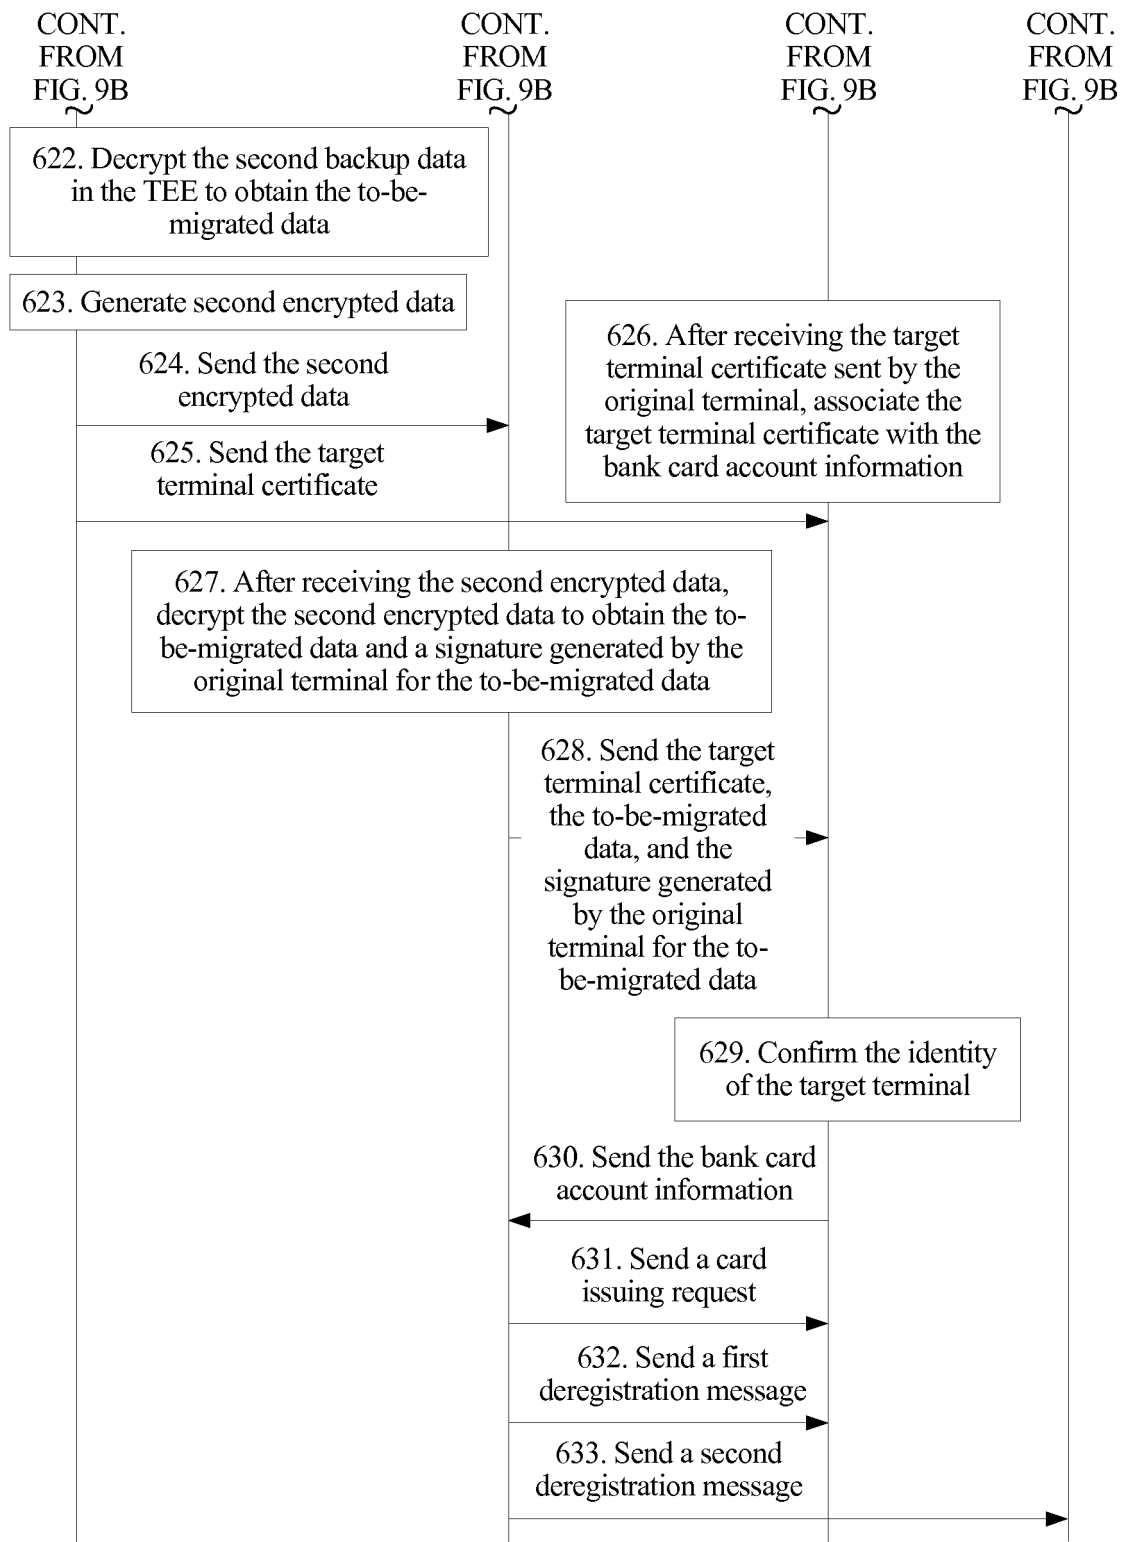 CONT.
FROM
FIG. 9B
CONT.
FROM
FIG. 9B
CONT.
FROM
FIG. 9B
CONT.
FROM
FIG. 9B
622. Decrypt the second backup data
in the TEE to obtain the to-be-
migrated data
623. Generate second encrypted data
624. Send the second
encrypted data
625. Send the target
terminal certificate
626. After receiving the target
terminal certificate sent by the
original terminal, associate the
target terminal certificate with the
bank card account information
627. After receiving the second encrypted data,
decrypt the second encrypted data to obtain the to-
be-migrated data and a signature generated by the
original terminal for the to-be-migrated data
628. Send the target
terminal certificate,
the to-be-migrated
data, and the
signature generated
by the original
terminal for the to-
be-migrated data
629. Confirm the identity
of the target terminal
630. Send the bank card
account information
631. Send a card
issuing request
632. Send a first
deregistration message
633. Send a second
deregistration message